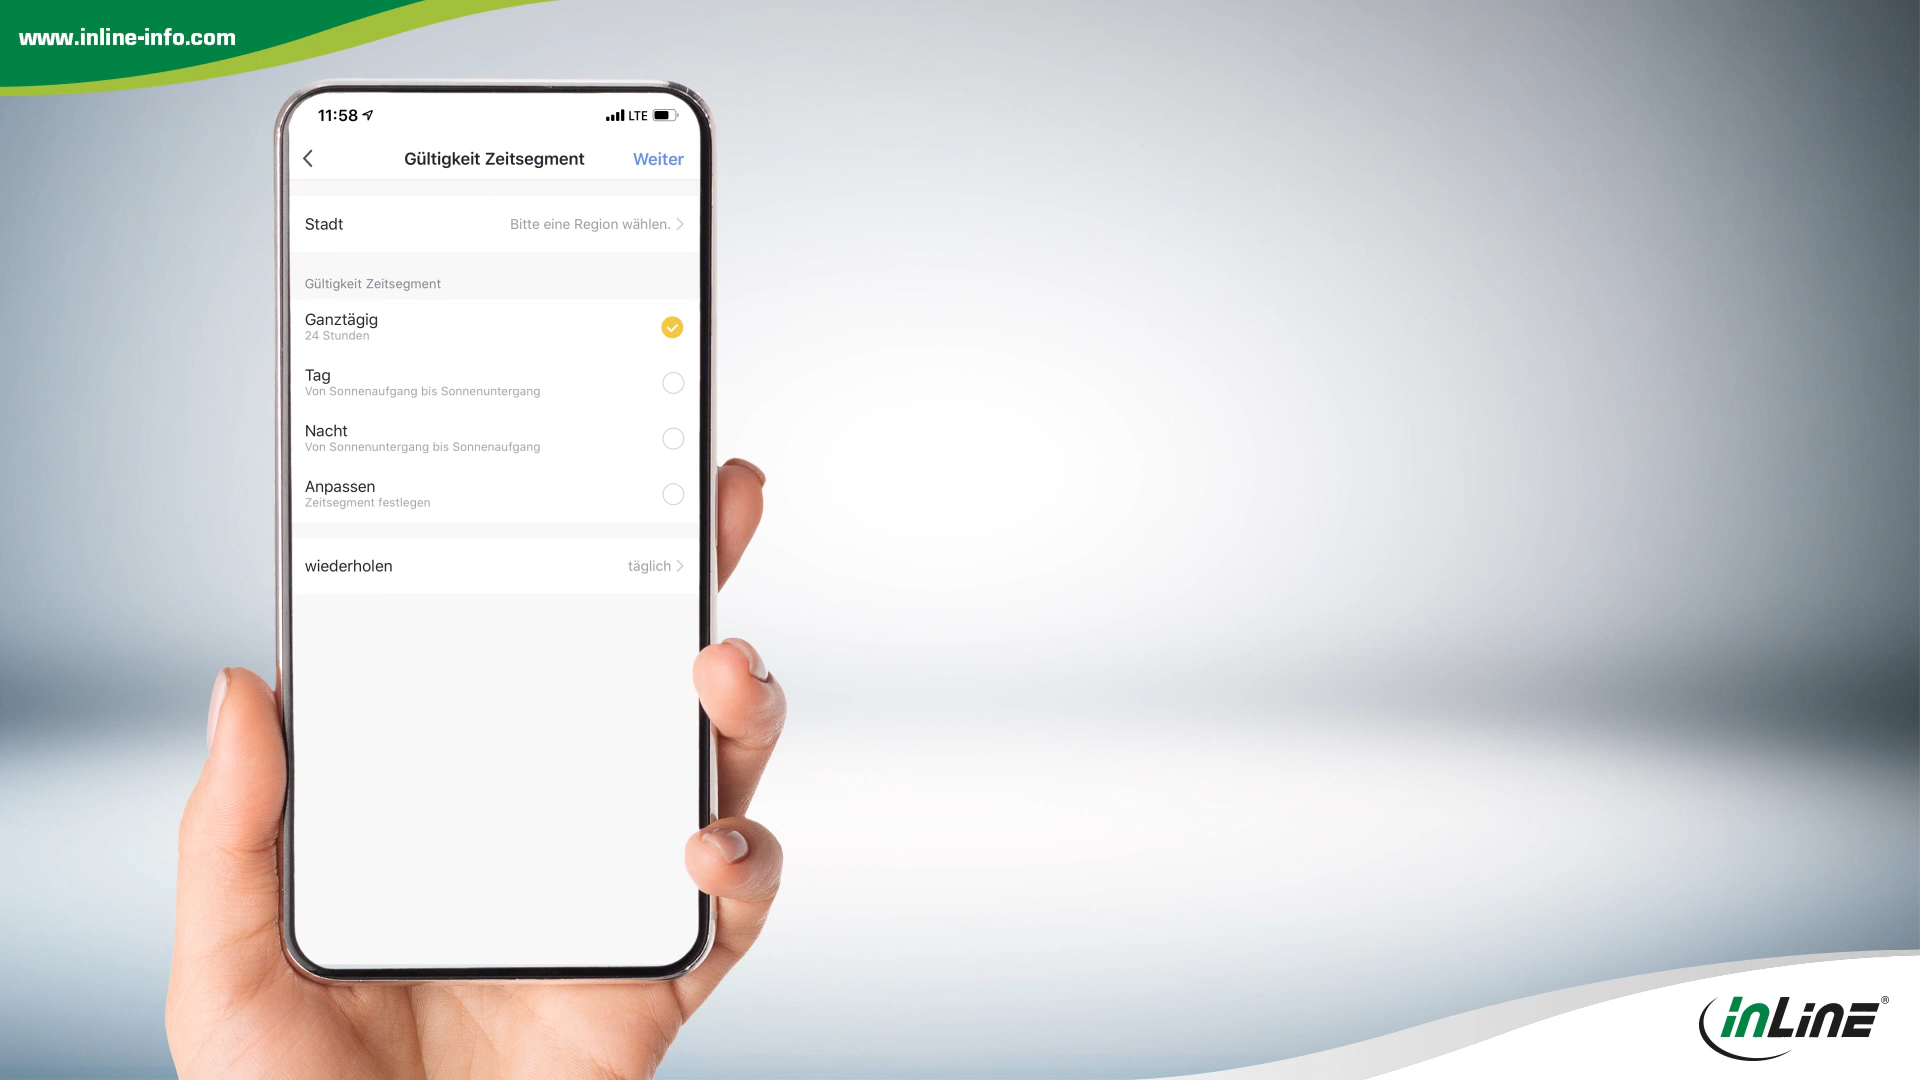 www.inline-info.com
11:58 LTE
Gültigkeit Zeitsegment Weiter
Stadt Bitte eine Region wählen.
Gültigkeit Zeitsegment
Ganztägig
24 Stunden
Tag
Von Sonnenaufgang bis Sonnenuntergang
Nacht
Von Sonnenuntergang bis Sonnenaufgang
Anpassen
Zeitsegment festlegen
wiederholen täglich
inLine®